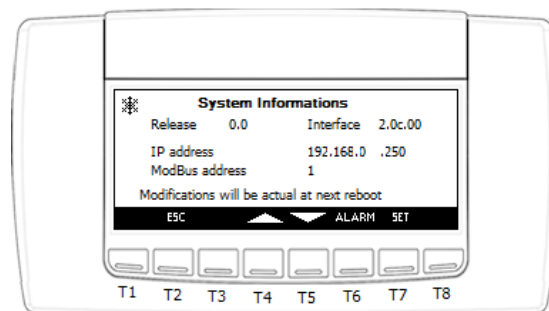 System Informations
Release 0.0 Interface 2.0c.00
IP address 192.168.0 .250
ModBus address 1
Modifications will be actual at next reboot
ESC ALARM SET
T1 T2 T3 T4 T5 T6 T7 T8